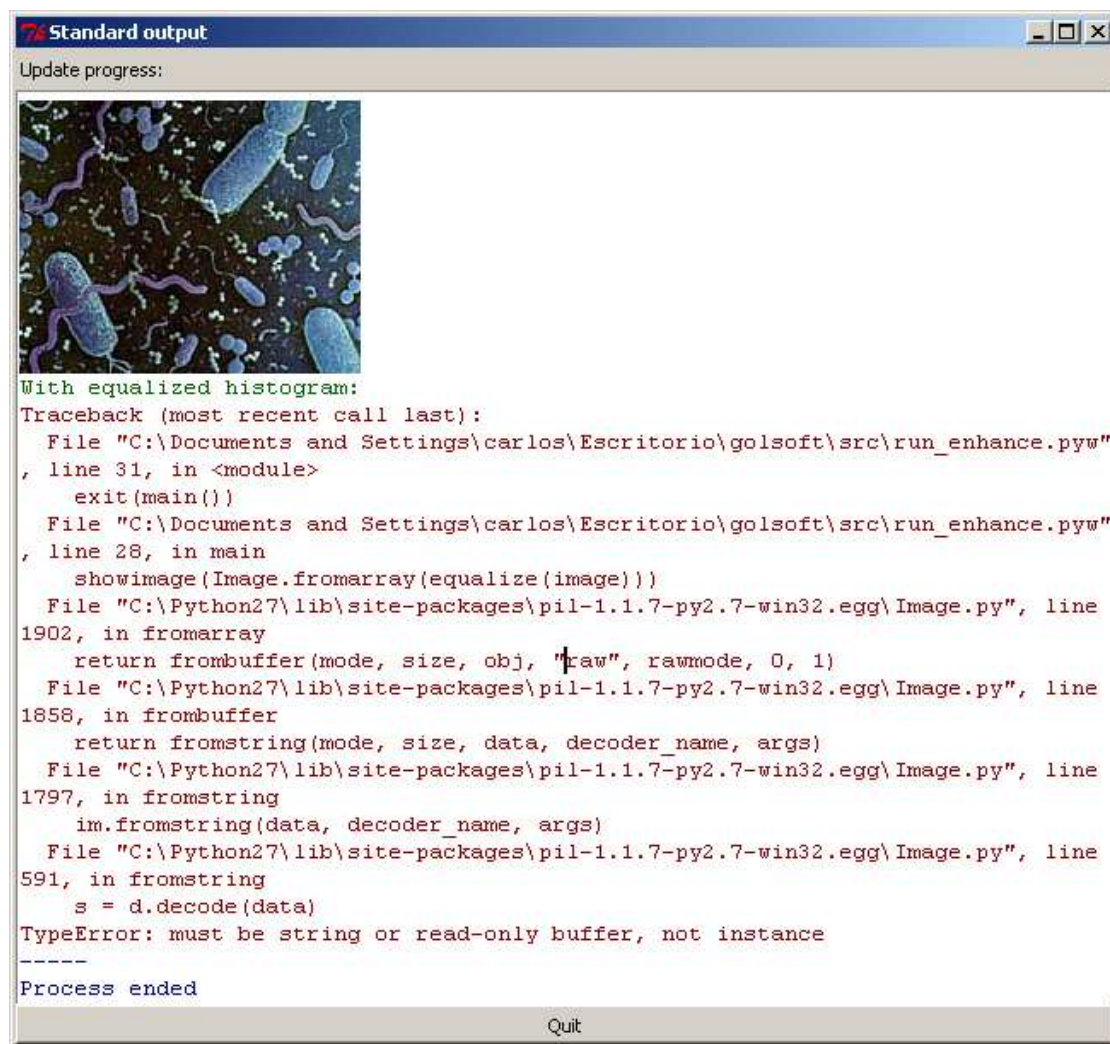 Standard output
Update progress:
With equalized histogram:
Traceback (most recent call last):
  File "C:\Documents and Settings\carlos\Escritorio\golsoft\src\run_enhance.pyw"
, line 31, in <module>
    exit(main())
  File "C:\Documents and Settings\carlos\Escritorio\golsoft\src\run_enhance.pyw"
, line 28, in main
    showimage(Image.fromarray(equalize(image)))
  File "C:\Python27\lib\site-packages\pil-1.1.7-py2.7-win32.egg\Image.py", line
1902, in fromarray
    return frombuffer(mode, size, obj, "raw", rawmode, 0, 1)
  File "C:\Python27\lib\site-packages\pil-1.1.7-py2.7-win32.egg\Image.py", line
1858, in frombuffer
    return fromstring(mode, size, data, decoder_name, args)
  File "C:\Python27\lib\site-packages\pil-1.1.7-py2.7-win32.egg\Image.py", line
1797, in fromstring
    im.fromstring(data, decoder_name, args)
  File "C:\Python27\lib\site-packages\pil-1.1.7-py2.7-win32.egg\Image.py", line
591, in fromstring
    s = d.decode(data)
TypeError: must be string or read-only buffer, not instance
-----
Process ended
Quit